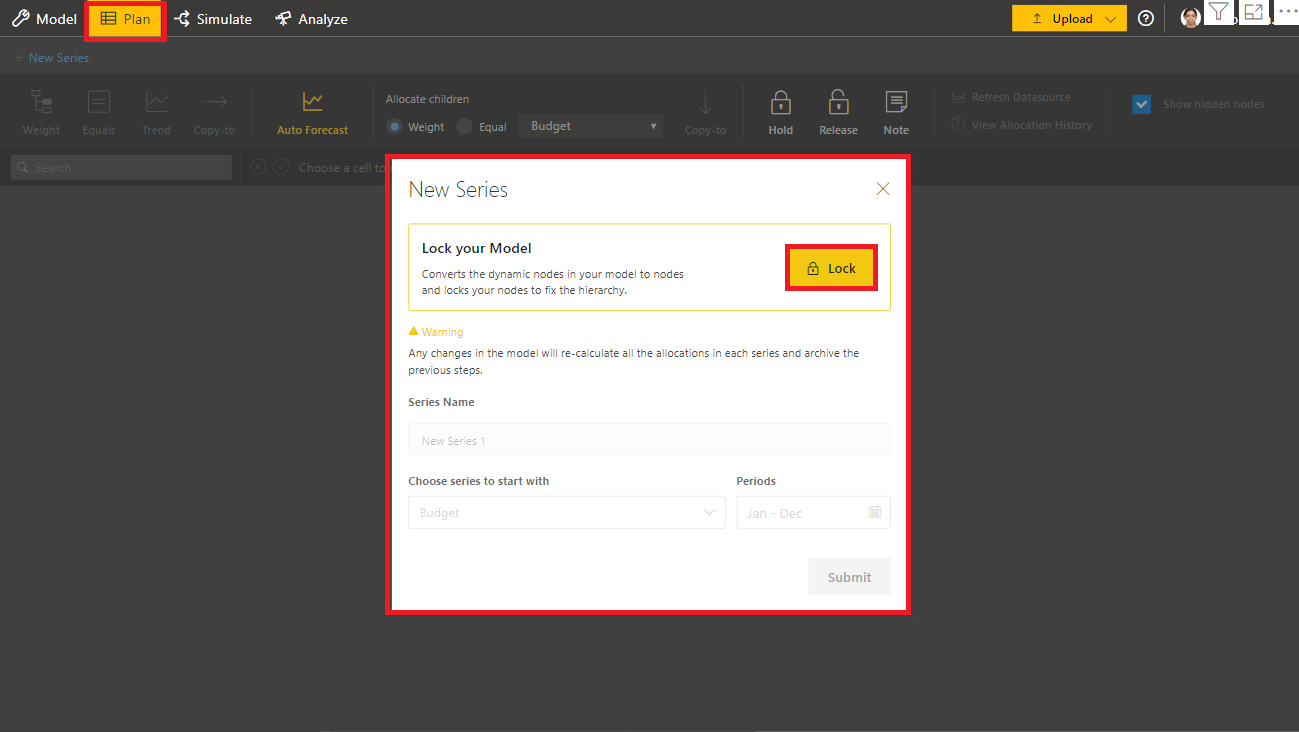 Model Plan Simulate Analyze Upload
+ New Series
Allocate children
Weight Equals Trend Copy-to Auto Forecast Weight Equal Budget Copy-to Hold Release Note
Refresh Datasource
View Allocation History
Show hidden nodes
Search
Choose a cell to
New Series
Lock your Model
Converts the dynamic nodes in your model to nodes
and locks your nodes to fix the hierarchy.
Lock
Warning
Any changes in the model will re-calculate all the allocations in each series and archive the
previous steps.
Series Name
New Series 1
Choose series to start with Periods
Budget Jan - Dec
Submit